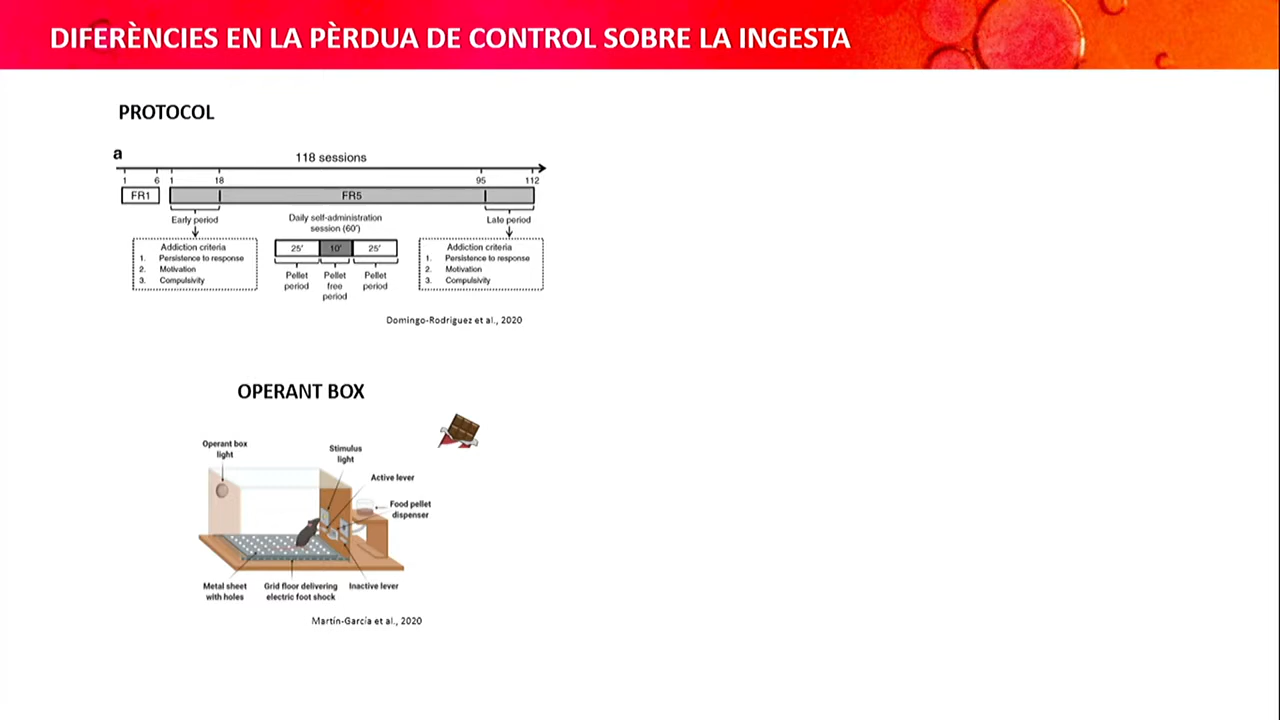 DIFERÈNCIES EN LA PÈRDUA DE CONTROL SOBRE LA INGESTA
PROTOCOL
a
118 sessions
1 6 1 18 95 112
FR1 FR5
Early period
Daily self-administration
session (60')
Late period
Addiction criteria
1. Persistence to response
2. Motivation
3. Compulsivity
25' 10' 25'
Pellet
period
Pellet
free
period
Pellet
period
Addiction criteria
1. Persistence to response
2. Motivation
3. Compulsivity
Domingo-Rodriguez et al., 2020
OPERANT BOX
Operant box
light
Stimulus
light
Active lever
Food pellet
dispenser
Metal sheet
with holes
Grid floor delivering
electric foot shock
Inactive lever
Martín-García et al., 2020